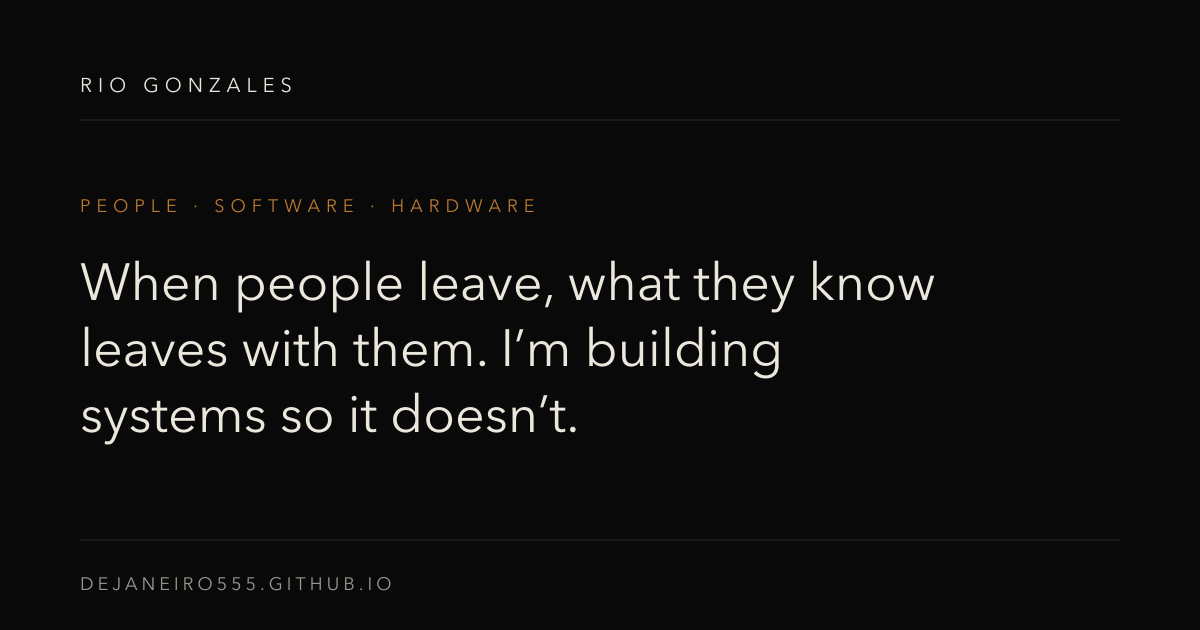 RIO GONZALES
PEOPLE · SOFTWARE · HARDWARE
When people leave, what they know
leaves with them. I’m building
systems so it doesn’t.
DEJANEIRO555.GITHUB.IO